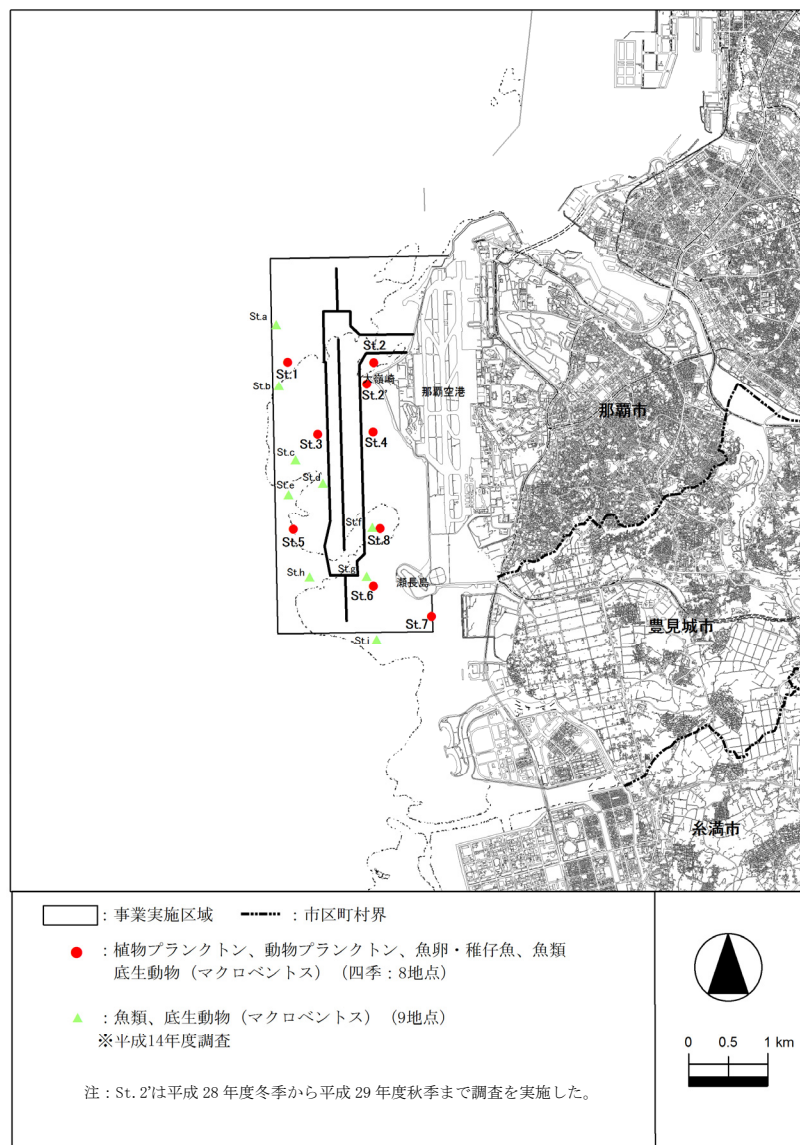 St.a
St.2
St.1
大嶺崎
St.b
St.2'
那覇空港
那覇市
St.3
St.4
St.c
St.d
St.e
St.f
St.5
St.8
St.h
St.g
瀬長島
St.6
St.7
豊見城市
St.i
糸満市
：事業実施区域 ：市区町村界
：植物プランクトン、動物プランクトン、魚卵・稚仔魚、魚類
底生動物（マクロベントス）（四季：8地点）
：魚類、底生動物（マクロベントス）（9地点）
※平成14年度調査
0 0.5 1 km
注：St.2'は平成 28 年度冬季から平成 29 年度秋季まで調査を実施した。